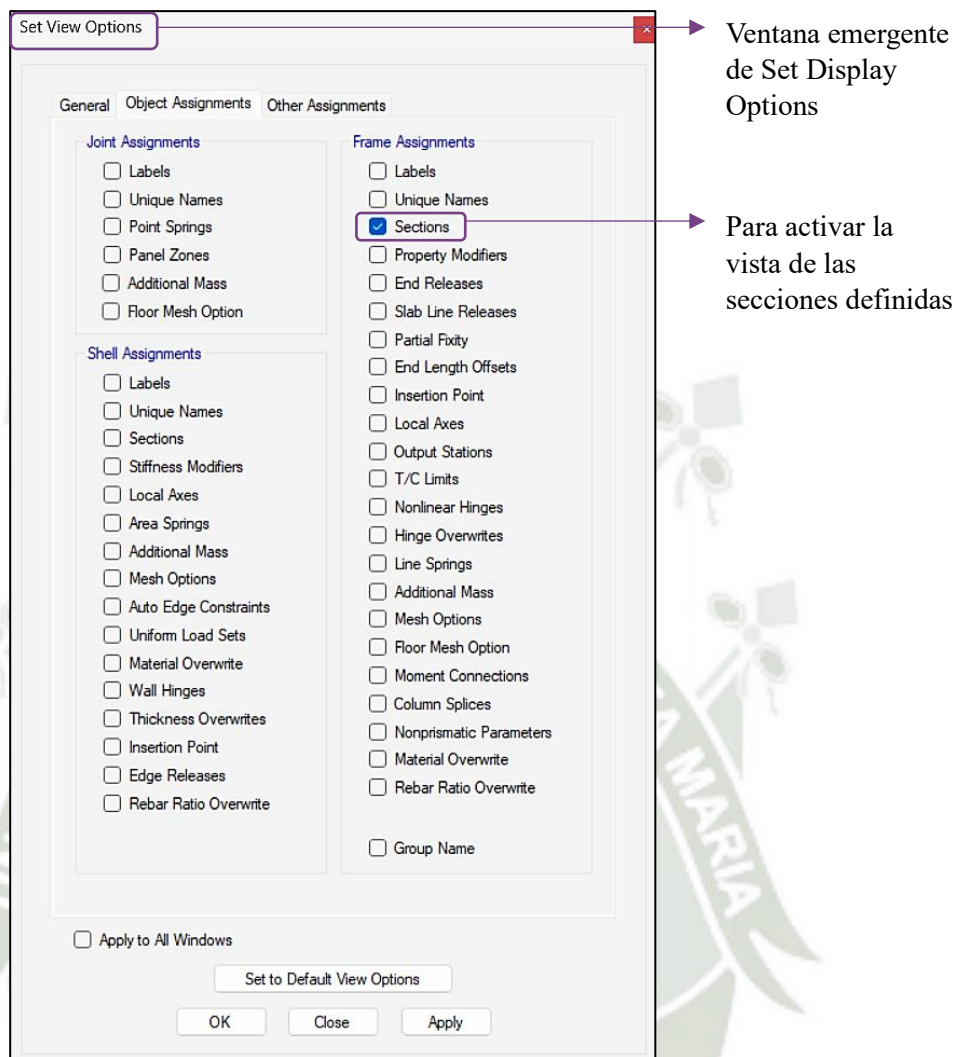 Set View Options
Ventana emergente
de Set Display
Options
General Object Assignments Other Assignments
Joint Assignments
Labels
Unique Names
Point Springs
Panel Zones
Additional Mass
Floor Mesh Option
Shell Assignments
Labels
Unique Names
Sections
Stiffness Modifiers
Local Axes
Area Springs
Additional Mass
Mesh Options
Auto Edge Constraints
Uniform Load Sets
Material Overwrite
Wall Hinges
Thickness Overwrites
Insertion Point
Edge Releases
Rebar Ratio Overwrite
Frame Assignments
Labels
Unique Names
Sections
Property Modifiers
End Releases
Slab Line Releases
Partial Fixity
End Length Offsets
Insertion Point
Local Axes
Output Stations
T/C Limits
Nonlinear Hinges
Hinge Overwrites
Line Springs
Additional Mass
Mesh Options
Floor Mesh Option
Moment Connections
Column Splices
Nonprismatic Parameters
Material Overwrite
Rebar Ratio Overwrite
Group Name
Para activar la
vista de las
secciones definidas
Apply to All Windows
Set to Default View Options
OK Close Apply
MARIA